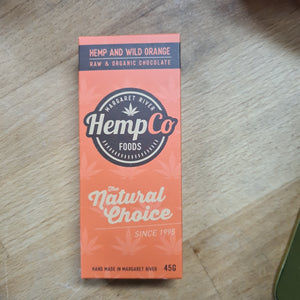 HEMP AND WILD ORANGE
RAW & ORGANIC CHOCOLATE
MARGARET RIVER
HempCo
FOODS
The
Natural
Choice
SINCE 1998
HAND MADE IN MARGARET RIVER 45G